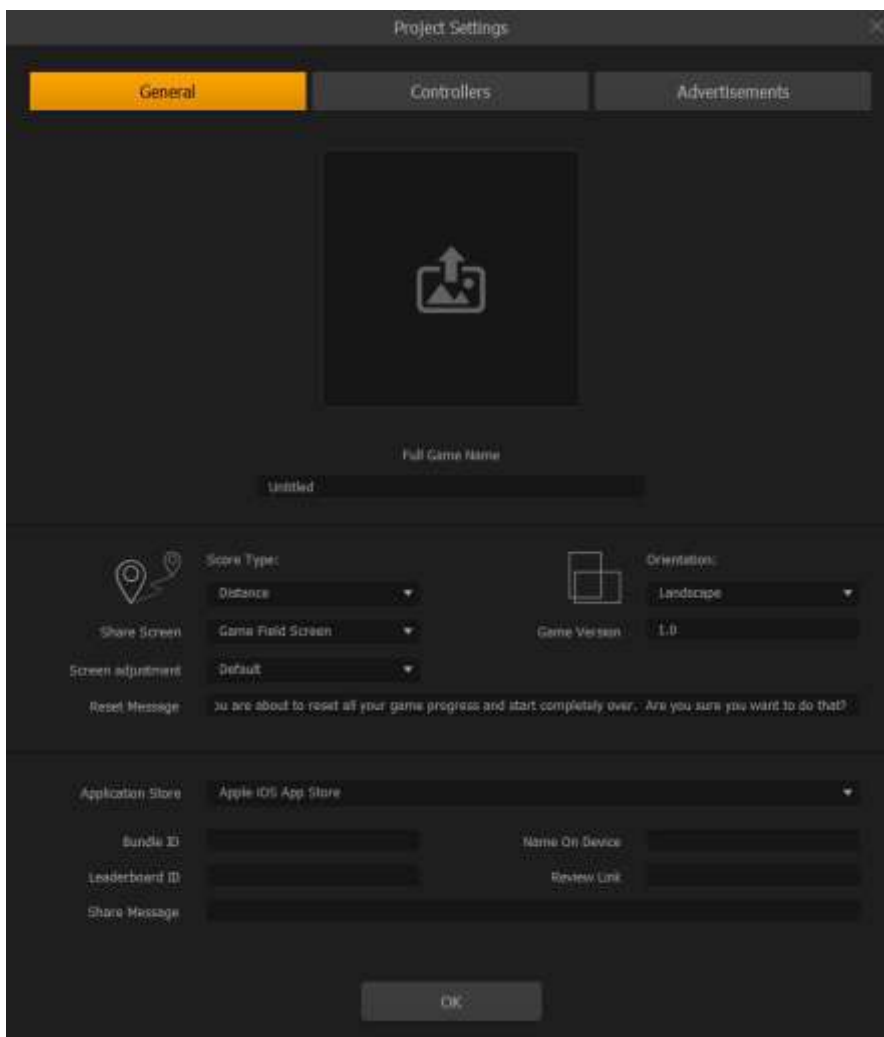 Project Settings
General Controllers Advertisements
Full Game Name
Untitled
Score Type: Orientation:
Distance Landscape
Share Screen Game Field Screen Game Version 1.0
Screen adjustment Default
Reset Message ou are about to reset all your game progress and start completely over. Are you sure you want to do that?
Application Store Apple iOS App Store
Bundle ID Name On Device
Leaderboard ID Review Link
Share Message
OK